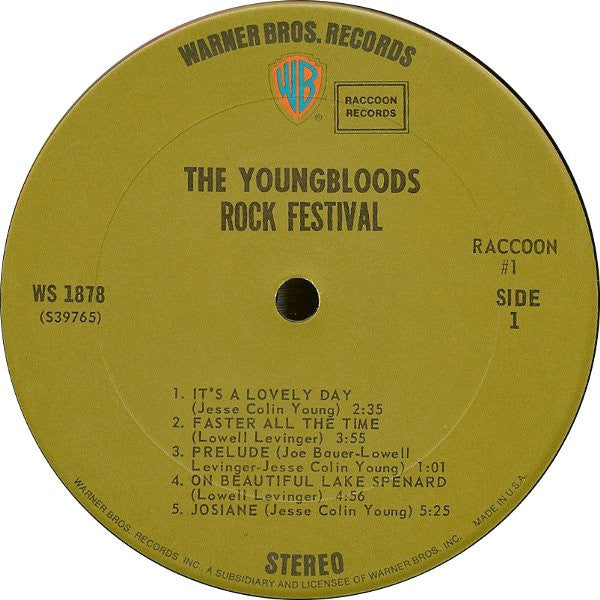 WARNER BROS. RECORDS
WB
®
RACCOON
RECORDS
THE YOUNGBLOODS
ROCK FESTIVAL
RACCOON
#1
WS 1878
(S39765)
SIDE
1
1. IT'S A LOVELY DAY
(Jesse Colin Young) 2:35
2. FASTER ALL THE TIME
(Lowell Levinger) 3:55
3. PRELUDE (Joe Bauer-Lowell
Levinger-Jesse Colin Young) 1:01
4. ON BEAUTIFUL LAKE SPENARD
(Lowell Levinger) 4:56
5. JOSIANE (Jesse Colin Young) 5:25
STEREO
WARNER BROS. RECORDS INC., A SUBSIDIARY AND LICENSEE OF WARNER BROS. INC. MADE IN U.S.A.